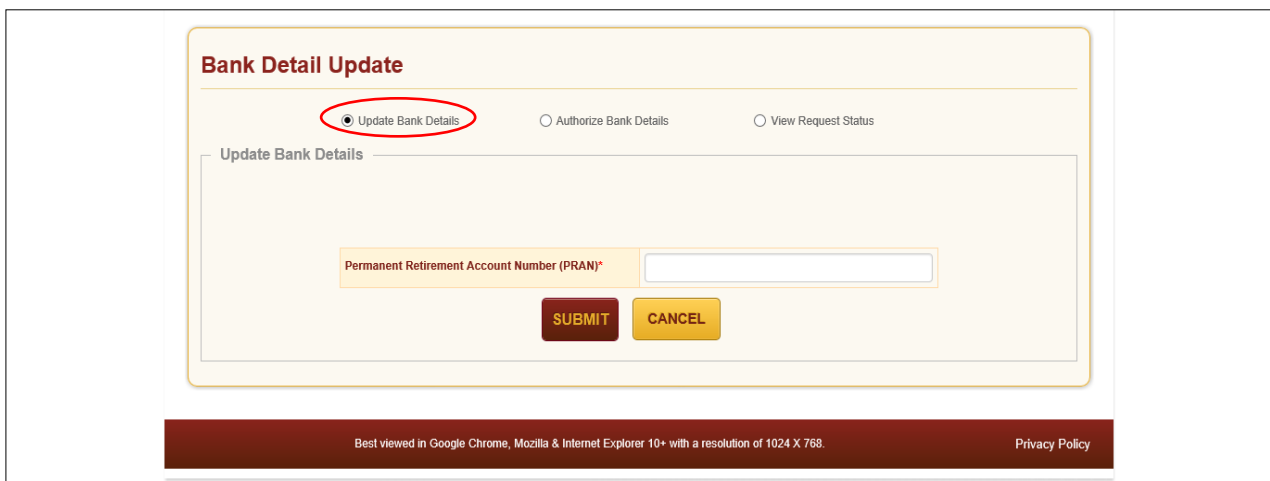 Bank Detail Update
Update Bank Details Authorize Bank Details View Request Status
Update Bank Details
Permanent Retirement Account Number (PRAN)*
SUBMIT CANCEL
Best viewed in Google Chrome, Mozilla & Internet Explorer 10+ with a resolution of 1024 X 768. Privacy Policy